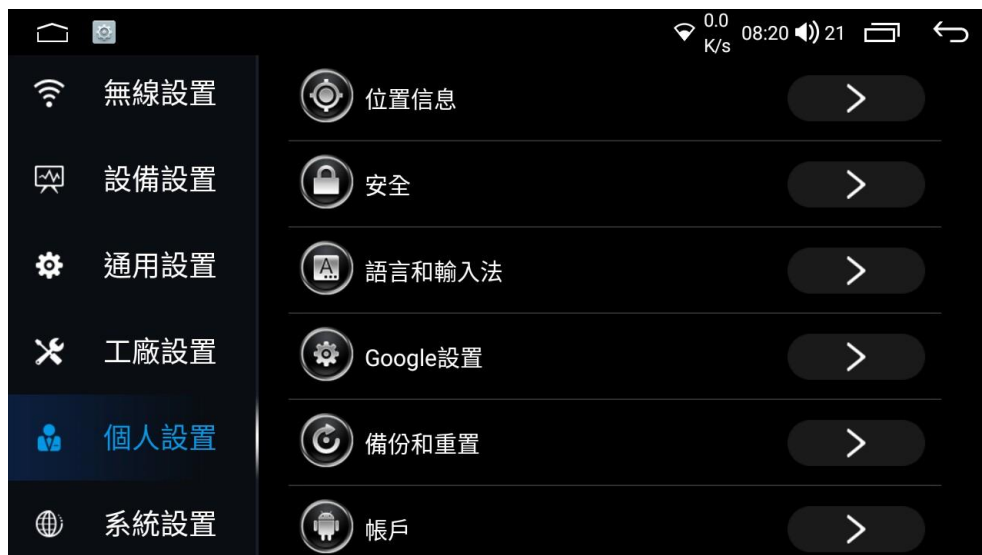 0.0
K/s
08:20
21
無線設置
設備設置
通用設置
工廠設置
個人設置
系統設置
位置信息
安全
語言和輸入法
Google設置
備份和重置
帳戶